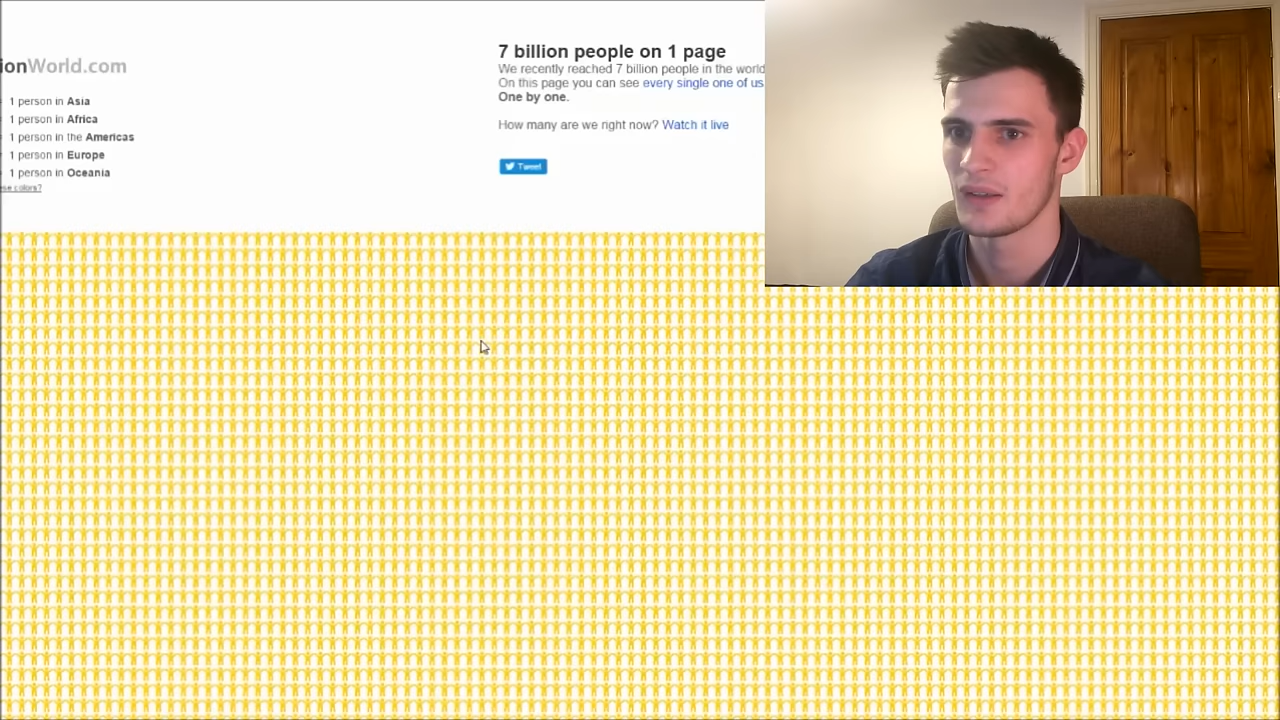 ionWorld.com
1 person in Asia
1 person in Africa
1 person in the Americas
1 person in Europe
1 person in Oceania
ese colors?
7 billion people on 1 page
We recently reached 7 billion people in the world
On this page you can see every single one of us
One by one.
How many are we right now? Watch it live
Tweet